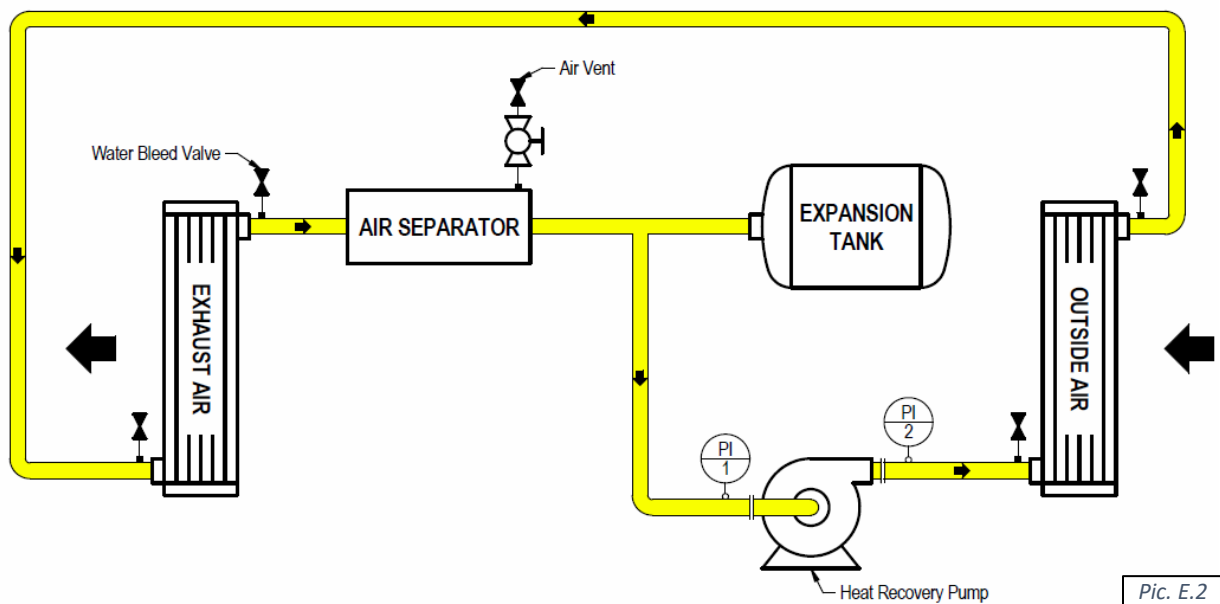 Air Vent
Water Bleed Valve
AIR SEPARATOR
EXPANSION
TANK
EXHAUST AIR
OUTSIDE AIR
PI
1
PI
2
Heat Recovery Pump
Pic. E.2